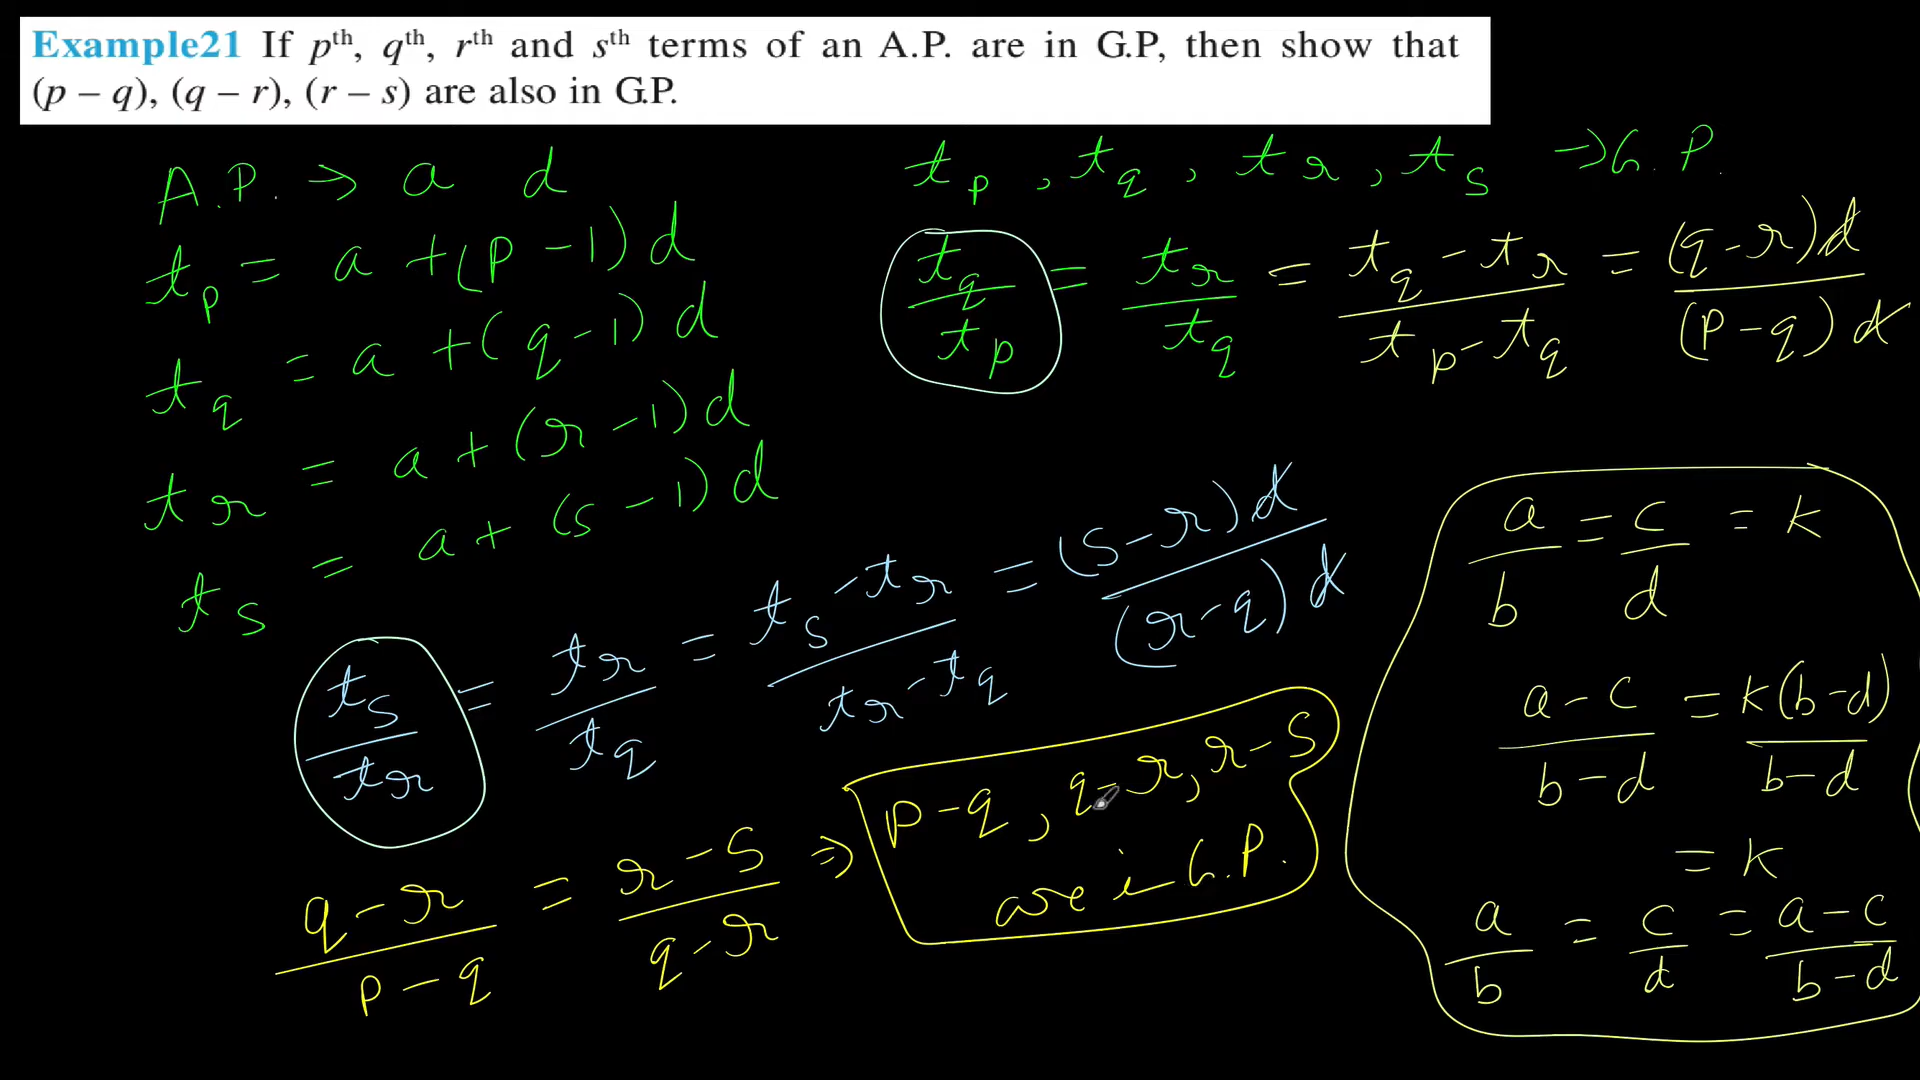 Example21 If pth, qth, rth and sth terms of an A.P. are in G.P, then show that
(p – q), (q – r), (r – s) are also in G.P.
A.P. → a d
tp = a + (p - 1) d
tq = a + (q - 1) d
tr = a + (r - 1) d
ts = a + (s - 1) d
tp, tq, tr, ts → G.P.
tq/tp = tr/tq = (tq - tr)/(tp - tq) = (q - r)d/(p - q)d
ts/tr = tr/tq = (ts - tr)/(tr - tq) = (s - r)d/(r - q)d
(q - r)/(p - q) = (r - s)/(q - r) ⇒ p - q, q - r, r - s
are in G.P.
a/b = c/d = k
(a - c)/(b - d) = k(b - d)/(b - d)
= k
a/b = c/d = (a - c)/(b - d)